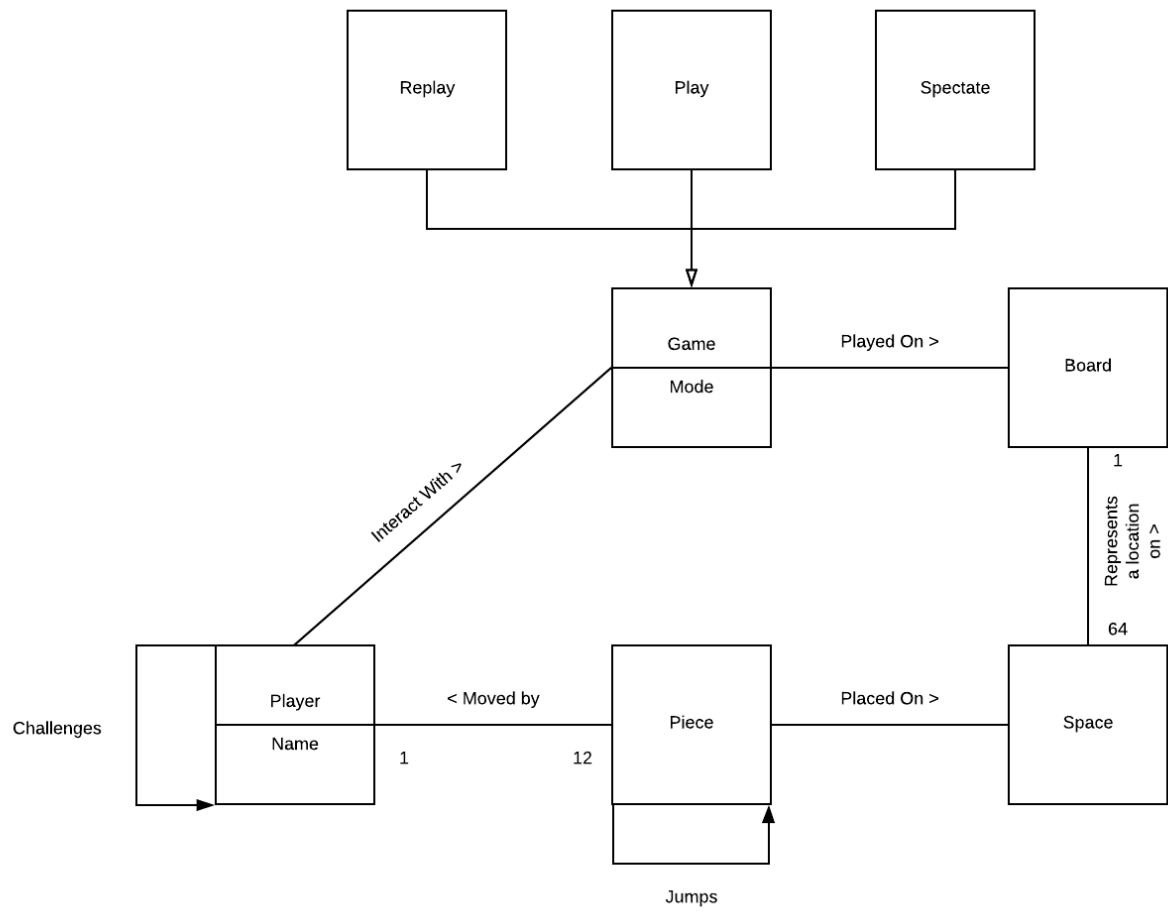 Replay
Play
Spectate
Game
Mode
Played On >
Board
1
Represents
a location
on >
64
Interact With >
Challenges
Player
Name
< Moved by
1
12
Piece
Placed On >
Space
Jumps